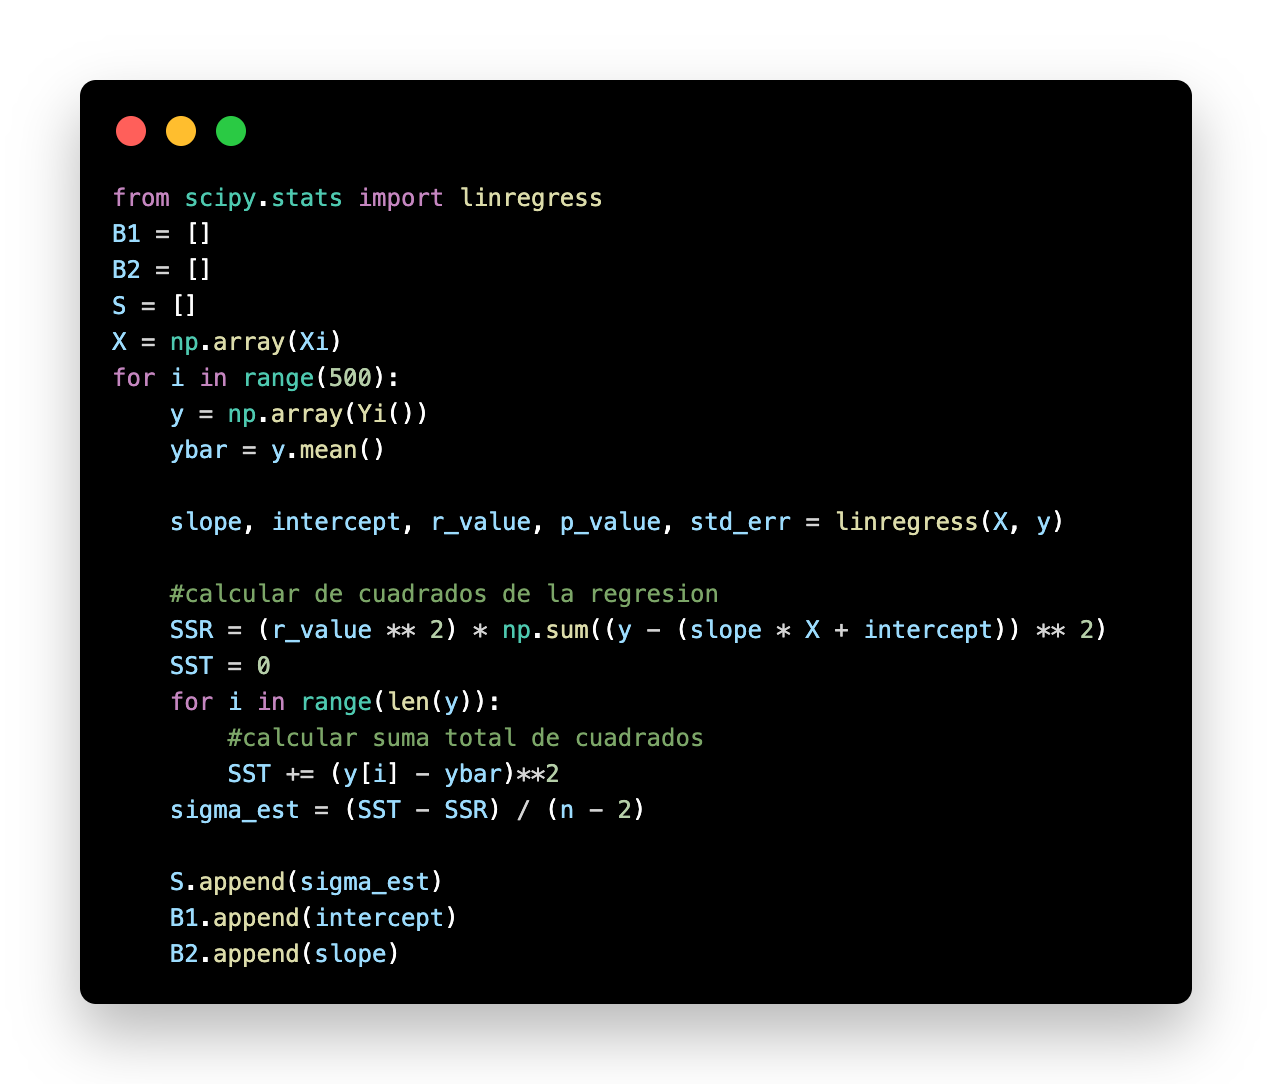 from scipy.stats import linregress
B1 = []
B2 = []
S = []
X = np.array(Xi)
for i in range(500):
    y = np.array(Yi())
    ybar = y.mean()

    slope, intercept, r_value, p_value, std_err = linregress(X, y)

    #calcular de cuadrados de la regresion
    SSR = (r_value ** 2) * np.sum((y - (slope * X + intercept)) ** 2)
    SST = 0
    for i in range(len(y)):
        #calcular suma total de cuadrados
        SST += (y[i] - ybar)**2
    sigma_est = (SST - SSR) / (n - 2)

    S.append(sigma_est)
    B1.append(intercept)
    B2.append(slope)